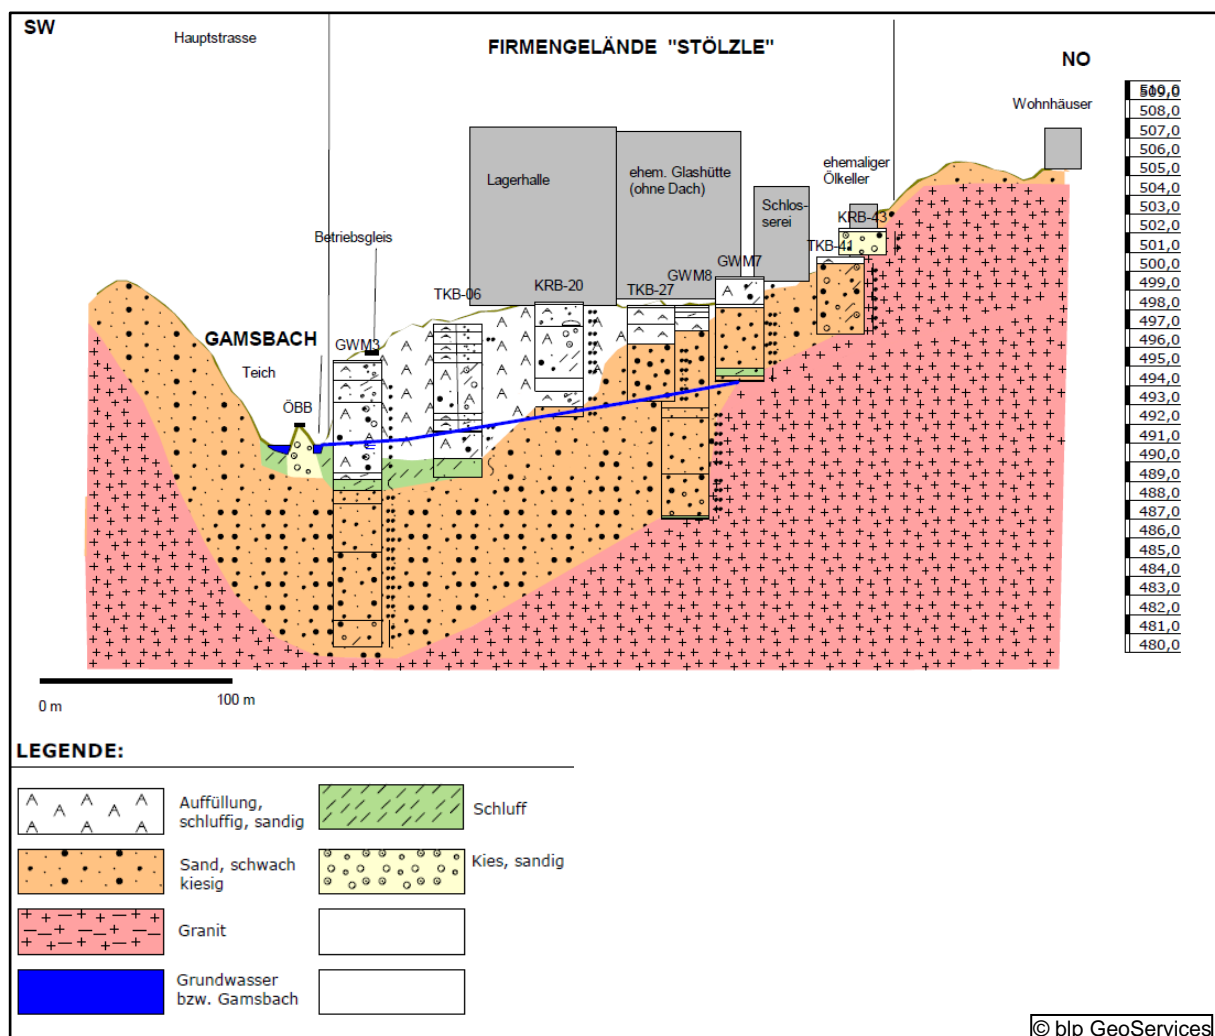 SW
Hauptstrasse
FIRMENGELÄNDE "STÖLZLE"
NO
Wohnhäuser
Lagerhalle
ehem. Glashütte
(ohne Dach)
ehemaliger
Ölkeller
Schlos-
serei
KRB-43
Betriebsgleis
TKB-41
GWM7
GWM8
KRB-20
TKB-27
TKB-06
GAMSBACH
GWM3
Teich
ÖBB
510,0
509,0
508,0
507,0
506,0
505,0
504,0
503,0
502,0
501,0
500,0
499,0
498,0
497,0
496,0
495,0
494,0
493,0
492,0
491,0
490,0
489,0
488,0
487,0
486,0
485,0
484,0
483,0
482,0
481,0
480,0
0 m
100 m
LEGENDE:
Auffüllung,
schluffig, sandig
Schluff
Sand, schwach
kiesig
Kies, sandig
Granit
Grundwasser
bzw. Gamsbach
© blp GeoServices